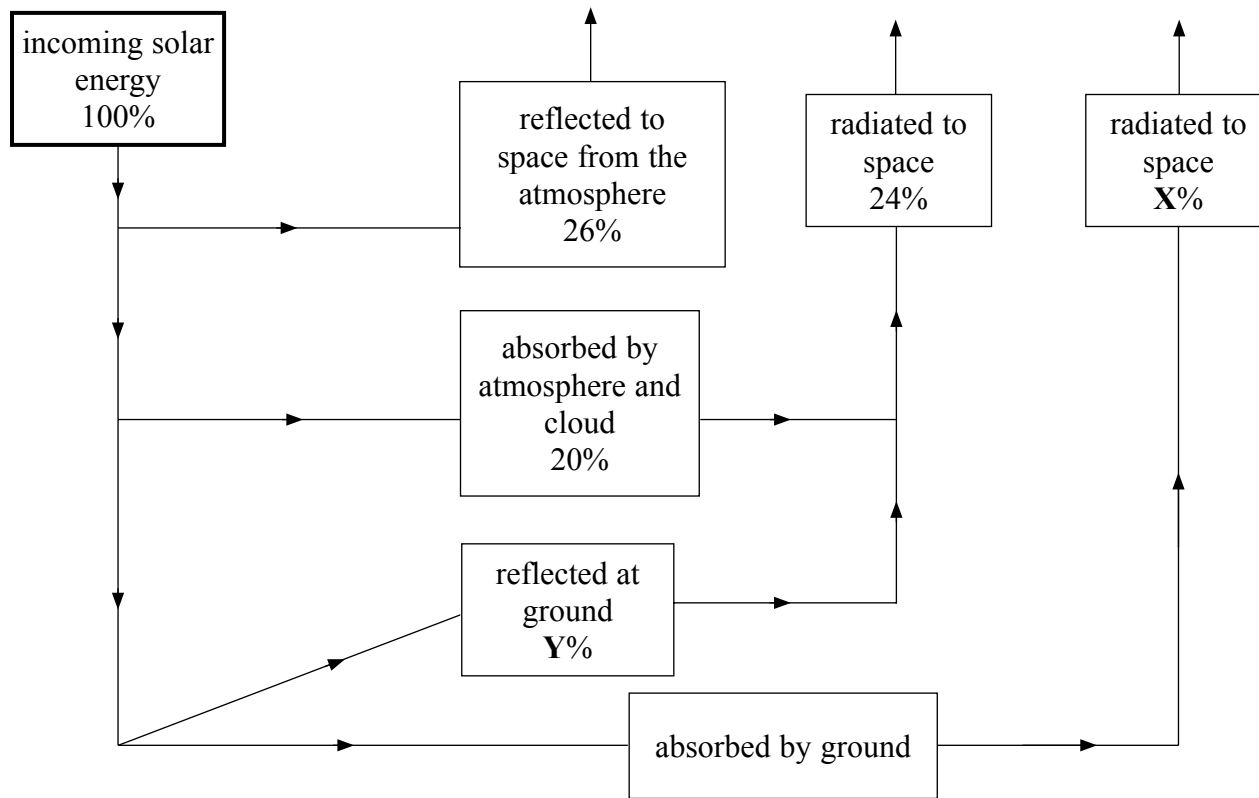 incoming solar
energy
100%
reflected to
space from the
atmosphere
26%
radiated to
space
24%
radiated to
space
X%
absorbed by
atmosphere and
cloud
20%
reflected at
ground
Y%
absorbed by ground